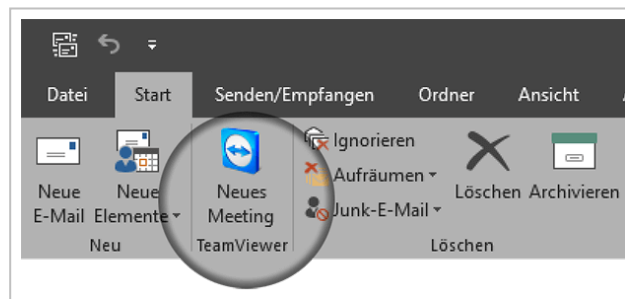 Datei Start Senden/Empfangen Ordner Ansicht
Neue E-Mail
Neue Elemente
Neues Meeting
Ignorieren
Aufräumen
Junk-E-Mail
Löschen
Archivieren
Neu TeamViewer Löschen